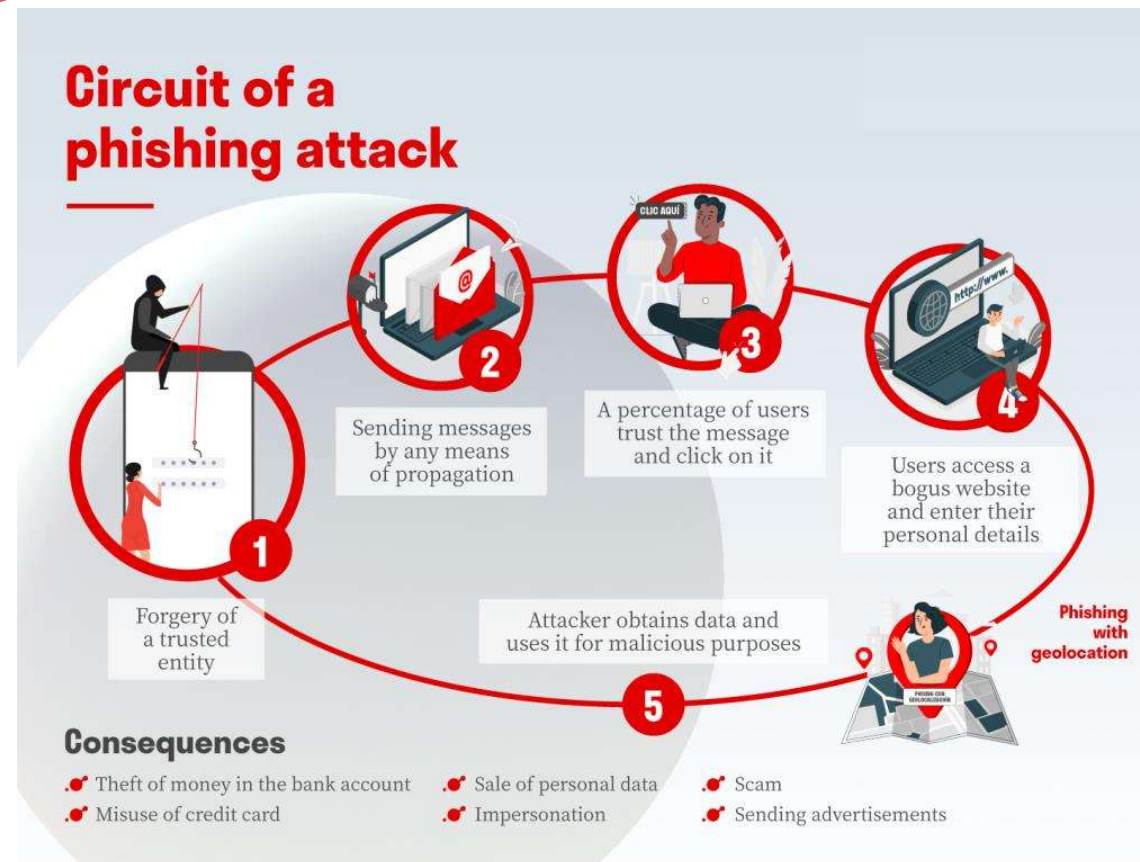 Circuit of a
phishing attack
1
Forgery of
a trusted
entity
@
2
Sending messages
by any means
of propagation
CLIC AQUÍ
3
A percentage of users
trust the message
and click on it
http://www.
4
Users access a
bogus website
and enter their
personal details
Phishing
with
geolocation
PHISING CON
GEOLOCALIZACIÓN
Attacker obtains data and
uses it for malicious purposes
5
Consequences
Theft of money in the bank account
Misuse of credit card
Sale of personal data
Impersonation
Scam
Sending advertisements